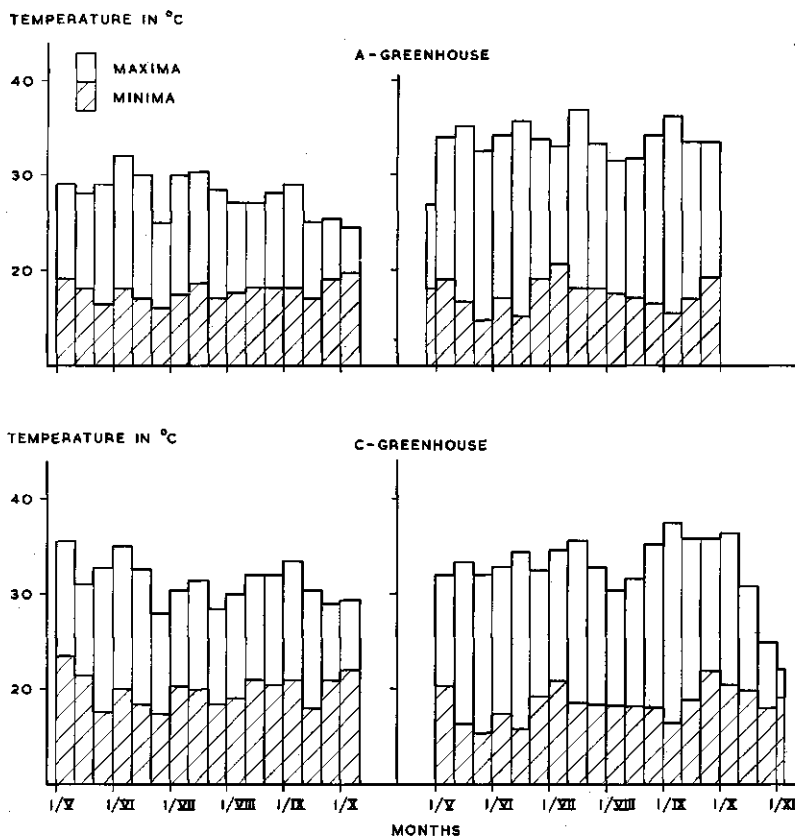 TEMPERATURE IN °C
A-GREENHOUSE
MAXIMA
MINIMA
40
30
20
TEMPERATURE IN °C
C-GREENHOUSE
40
30
20
1/V 1/VI 1/VII 1/VIII 1/IX 1/X 1/V 1/VI 1/VII 1/VIII 1/IX 1/X 1/XI
MONTHS